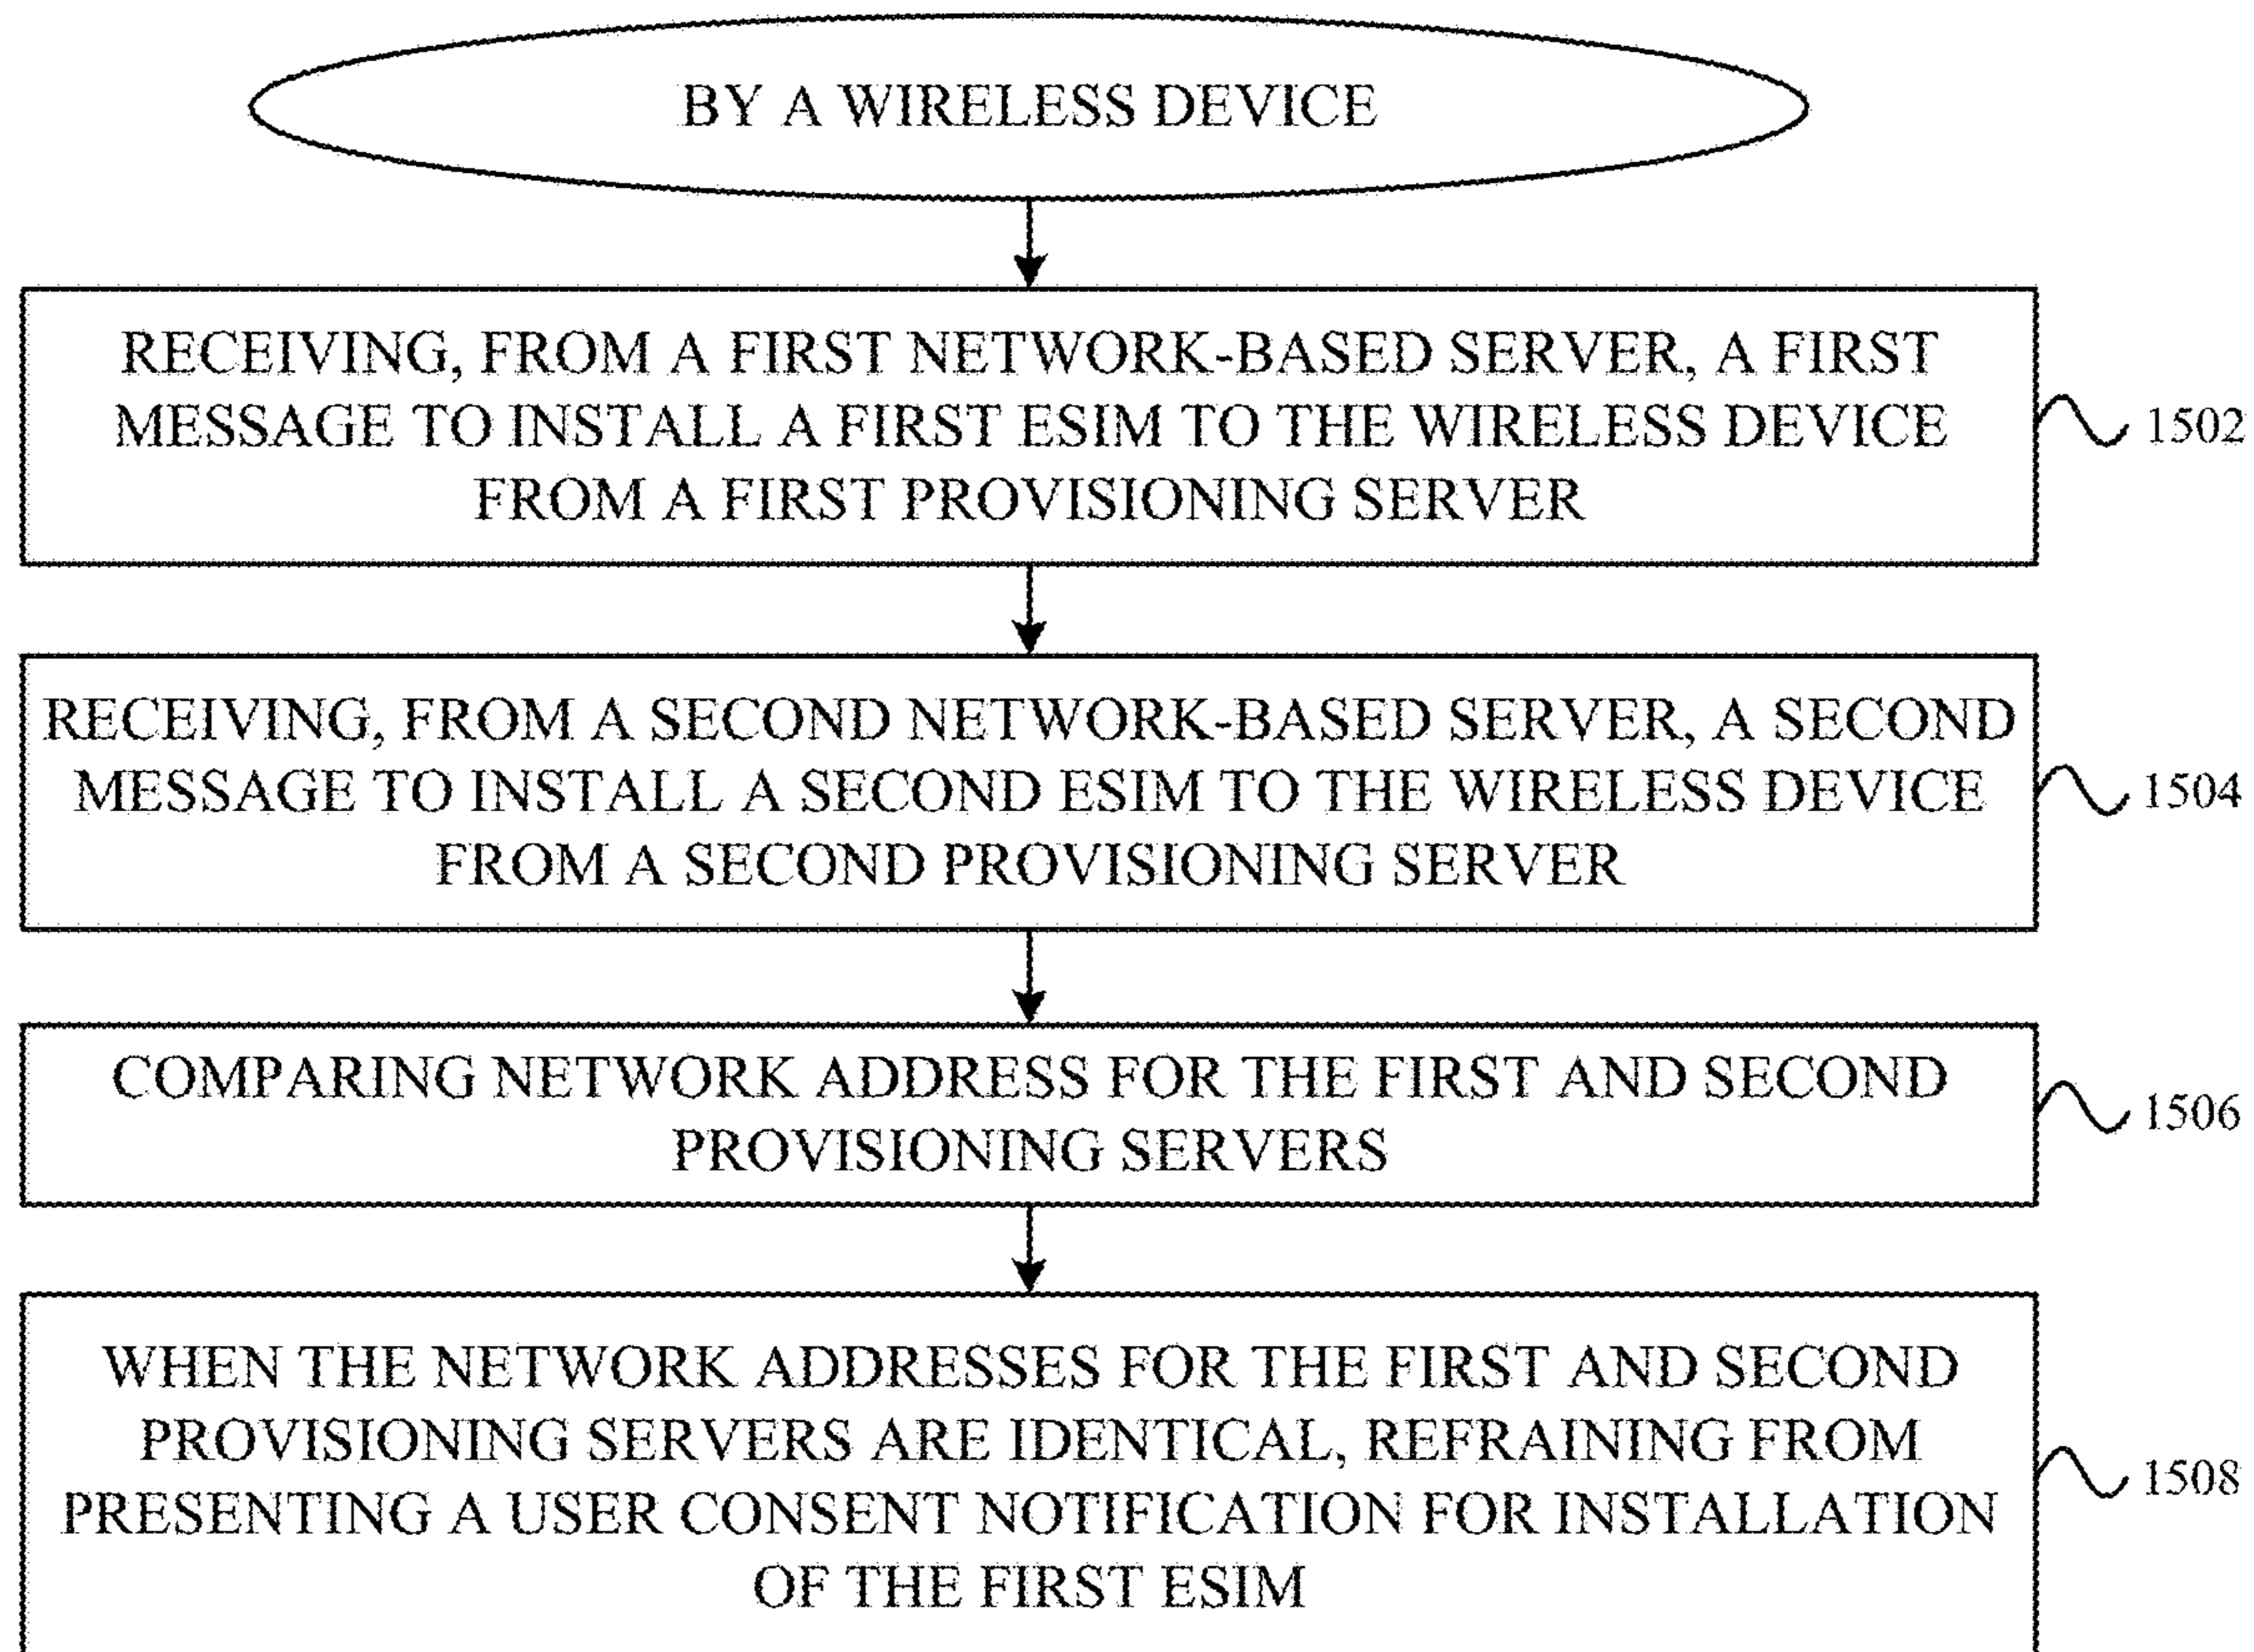 BY A WIRELESS DEVICE
RECEIVING, FROM A FIRST NETWORK-BASED SERVER, A FIRST
MESSAGE TO INSTALL A FIRST ESIM TO THE WIRELESS DEVICE
FROM A FIRST PROVISIONING SERVER
1502
RECEIVING, FROM A SECOND NETWORK-BASED SERVER, A SECOND
MESSAGE TO INSTALL A SECOND ESIM TO THE WIRELESS DEVICE
FROM A SECOND PROVISIONING SERVER
1504
COMPARING NETWORK ADDRESS FOR THE FIRST AND SECOND
PROVISIONING SERVERS
1506
WHEN THE NETWORK ADDRESSES FOR THE FIRST AND SECOND
PROVISIONING SERVERS ARE IDENTICAL, REFRAINING FROM
PRESENTING A USER CONSENT NOTIFICATION FOR INSTALLATION
OF THE FIRST ESIM
1508